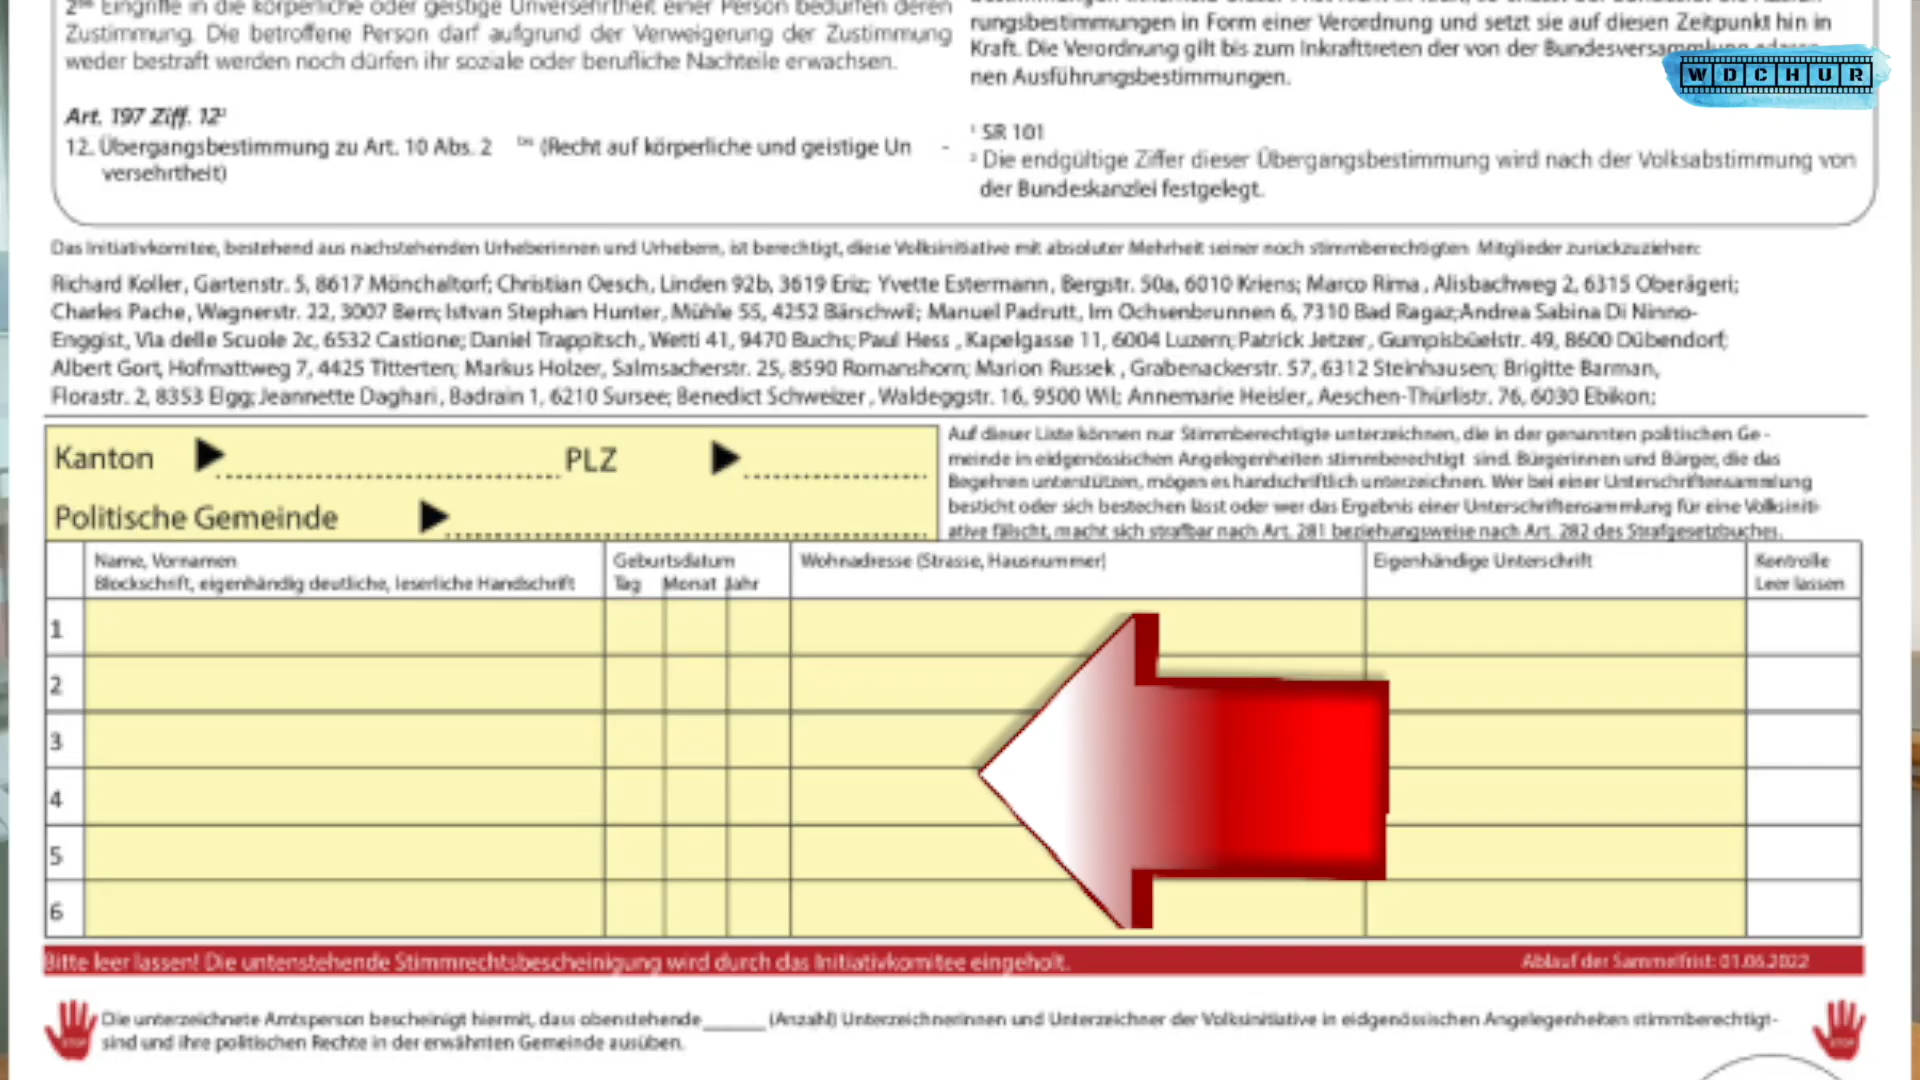 2bis Eingriffe in die körperliche oder geistige Unversehrtheit einer Person bedürfen deren
Zustimmung. Die betroffene Person darf aufgrund der Verweigerung der Zustimmung
weder bestraft werden noch dürfen ihr soziale oder berufliche Nachteile erwachsen.
Art. 197 Ziff. 12²
12. Übergangsbestimmung zu Art. 10 Abs. 2 bis (Recht auf körperliche und geistige Un -
versehrtheit)
rungsbestimmungen in Form einer Verordnung und setzt sie auf diesen Zeitpunkt hin in
Kraft. Die Verordnung gilt bis zum Inkrafttreten der von der Bundesversammlung
nen Ausführungsbestimmungen.
¹ SR 101
² Die endgültige Ziffer dieser Übergangsbestimmung wird nach der Volksabstimmung von
der Bundeskanzlei festgelegt.
WDCHUR
Das Initiativkomitee, bestehend aus nachstehenden Urheberinnen und Urhebern, ist berechtigt, diese Volksinitiative mit absoluter Mehrheit seiner noch stimmberechtigten Mitglieder zurückzuziehen:
Richard Koller, Gartenstr. 5, 8617 Mönchaltorf; Christian Oesch, Linden 92b, 3619 Eriz; Yvette Estermann, Bergstr. 50a, 6010 Kriens; Marco Rima, Alisbachweg 2, 6315 Oberägeri;
Charles Pache, Wagnerstr. 22, 3007 Bern; Istvan Stephan Hunter, Mühle 55, 4252 Bärschwil; Manuel Padrutt, Im Ochsenbrunnen 6, 7310 Bad Ragaz;Andrea Sabina Di Ninno-
Enggist, Via delle Scuole 2c, 6532 Castione; Daniel Trappitsch, Wetti 41, 9470 Buchs; Paul Hess, Kapelgasse 11, 6004 Luzern; Patrick Jetzer, Gumpisbüelstr. 49, 8600 Dübendorf;
Albert Gort, Hofmattweg 7, 4425 Titterten; Markus Holzer, Salmsacherstr. 25, 8590 Romanshorn; Marion Russek, Grabenackerstr. 57, 6312 Steinhausen; Brigitte Barman,
Florastr. 2, 8353 Elgg; Jeannette Daghari, Badrain 1, 6210 Sursee; Benedict Schweizer, Waldeggstr. 16, 9500 Wil; Annemarie Heisler, Aeschen-Thürlistr. 76, 6030 Ebikon;
Kanton PLZ
Politische Gemeinde
Auf dieser Liste können nur Stimmberechtigte unterzeichnen, die in der genannten politischen Ge -
meinde in eidgenössischen Angelegenheiten stimmberechtigt sind. Bürgerinnen und Bürger, die das
Begehren unterstützen, mögen es handschriftlich unterzeichnen. Wer bei einer Unterschriftensammlung
besticht oder sich bestechen lässt oder wer das Ergebnis einer Unterschriftensammlung für eine Volksiniti-
ative fälscht, macht sich strafbar nach Art. 281 beziehungsweise nach Art. 282 des Strafgesetzbuches.
Name, Vornamen
Blockschrift, eigenhändig deutliche, leserliche Handschrift
Geburtsdatum
Tag Monat Jahr
Wohnadresse (Strasse, Hausnummer)
Eigenhändige Unterschrift
Kontrolle
Leer lassen
1
2
3
4
5
6
Bitte leer lassen! Die untenstehende Stimmrechtsbescheinigung wird durch das Initiativkomitee eingeholt.
Ablauf der Sammelfrist: 01.06.2022
STOP
Die unterzeichnete Amtsperson bescheinigt hiermit, dass obenstehende______ (Anzahl) Unterzeichnerinnen und Unterzeichner der Volksinitiative in eidgenössischen Angelegenheiten stimmberechtigt-
sind und ihre politischen Rechte in der erwähnten Gemeinde ausüben.
STOP